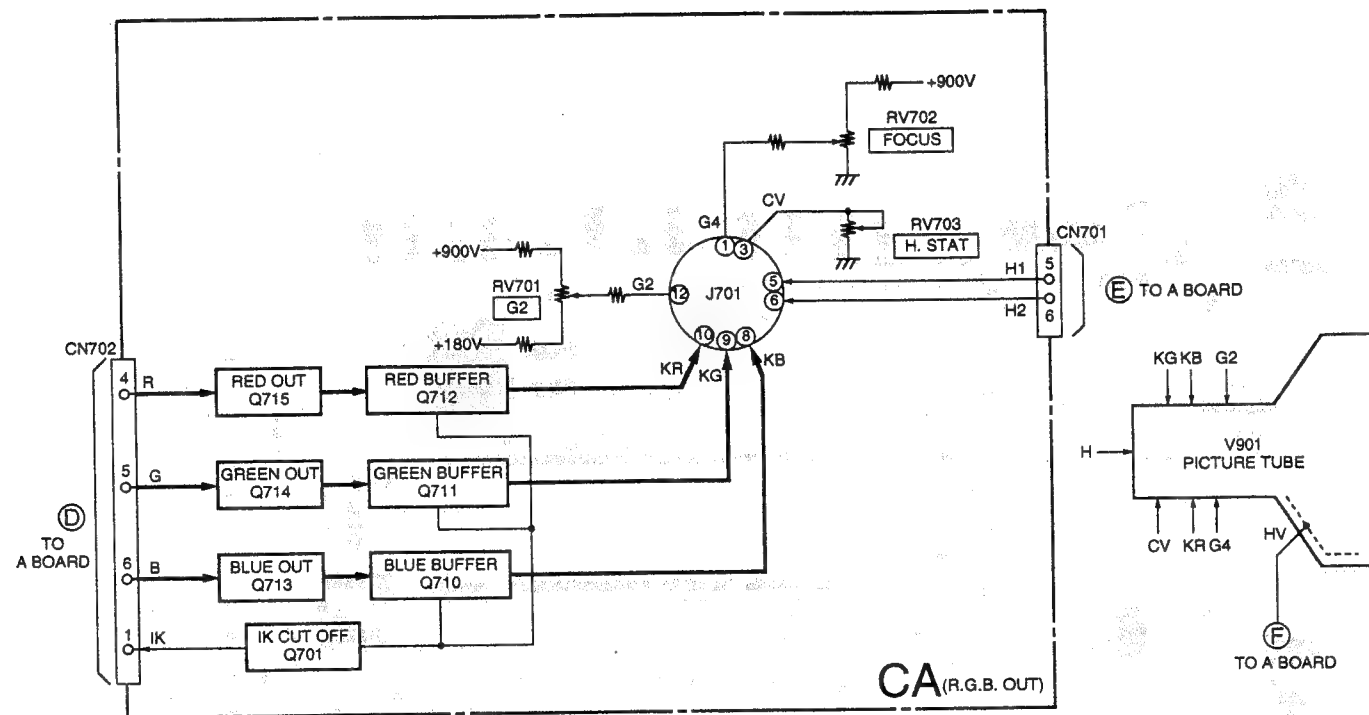 +900V
RV702
FOCUS
CV
G4
RV703
H. STAT
CN701
1
3
+900V
RV701
G2
G2
12
J701
5
6
H1
5
H2
6
E TO A BOARD
+180V
10
9
8
KR
KG
KB
CN702
4
R
RED OUT
Q715
RED BUFFER
Q712
5
G
GREEN OUT
Q714
GREEN BUFFER
Q711
D
TO
A BOARD
6
B
BLUE OUT
Q713
BLUE BUFFER
Q710
1
IK
IK CUT OFF
Q701
CA (R.G.B. OUT)
KG KB G2
H
V901
PICTURE TUBE
CV KR G4
HV
F
TO A BOARD